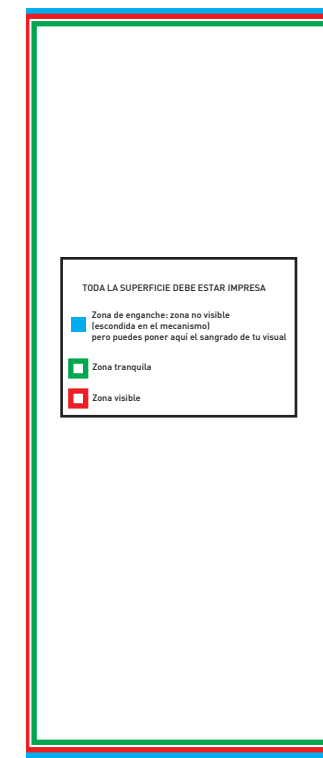 TODA LA SUPERFICIE DEBE ESTAR IMPRESA
Zona de enganche: zona no visible
(escondida en el mecanismo)
pero puedes poner aquí el sangrado de tu visual
Zona tranquila
Zona visible